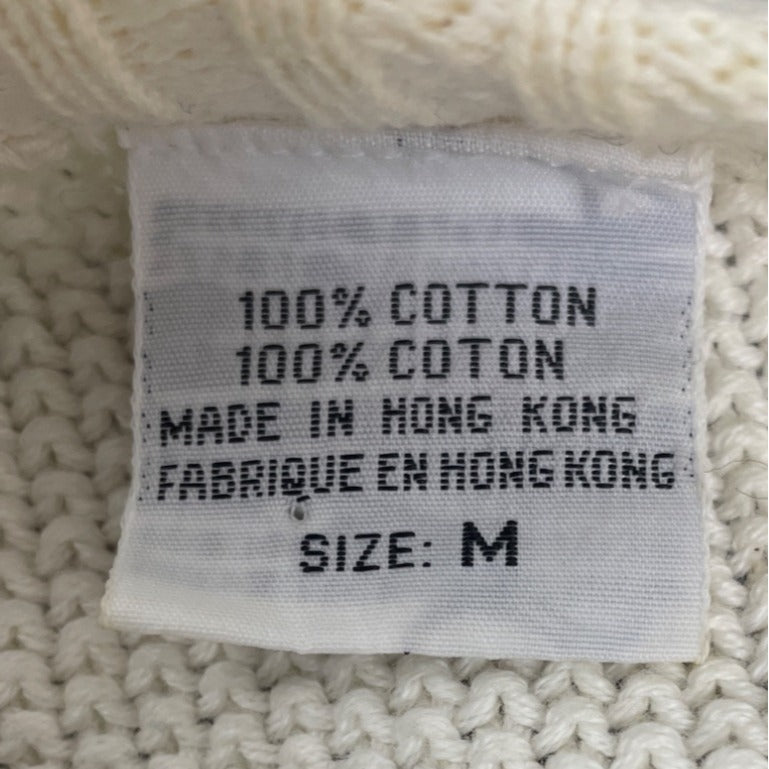 100% COTTON
100% COTON
MADE IN HONG KONG
FABRIQUE EN HONG KONG
SIZE: M